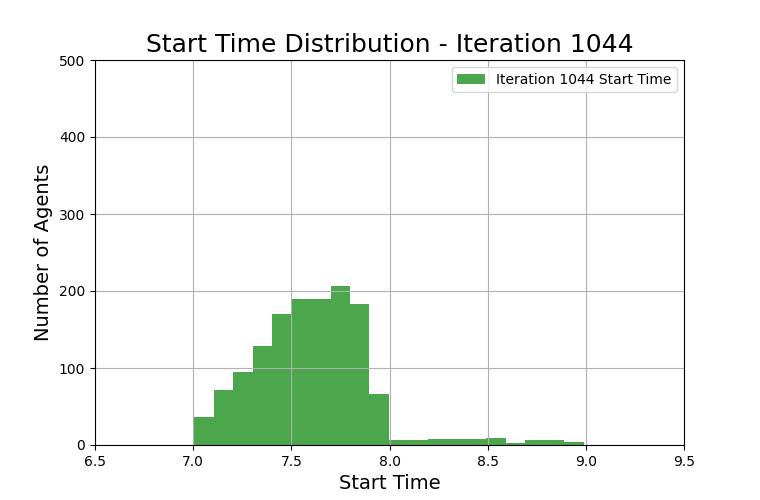 Start Time Distribution - Iteration 1044
Iteration 1044 Start Time
Number of Agents
500
400
300
200
100
0
6.5 7.0 7.5 8.0 8.5 9.0 9.5
Start Time